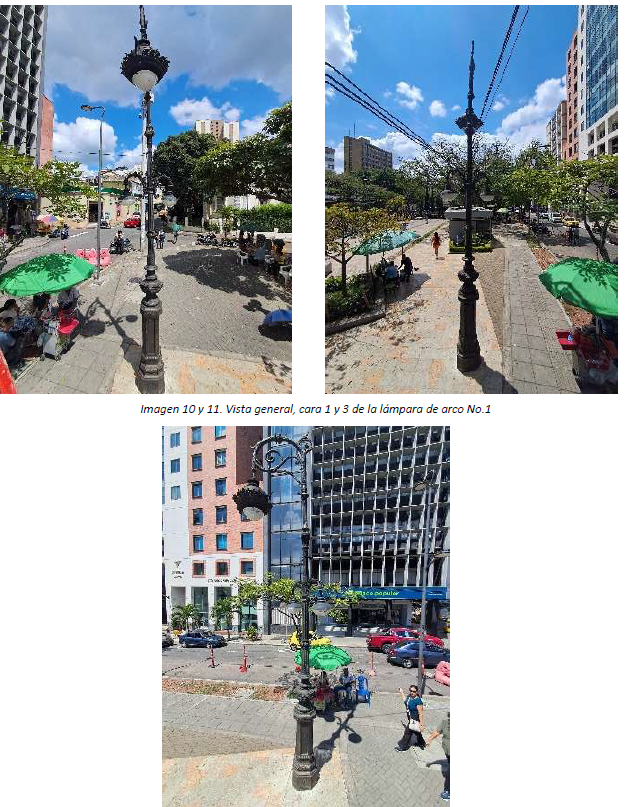 Imagen 10 y 11. Vista general, cara 1 y 3 de la lámpara de arco No.1
banco popular